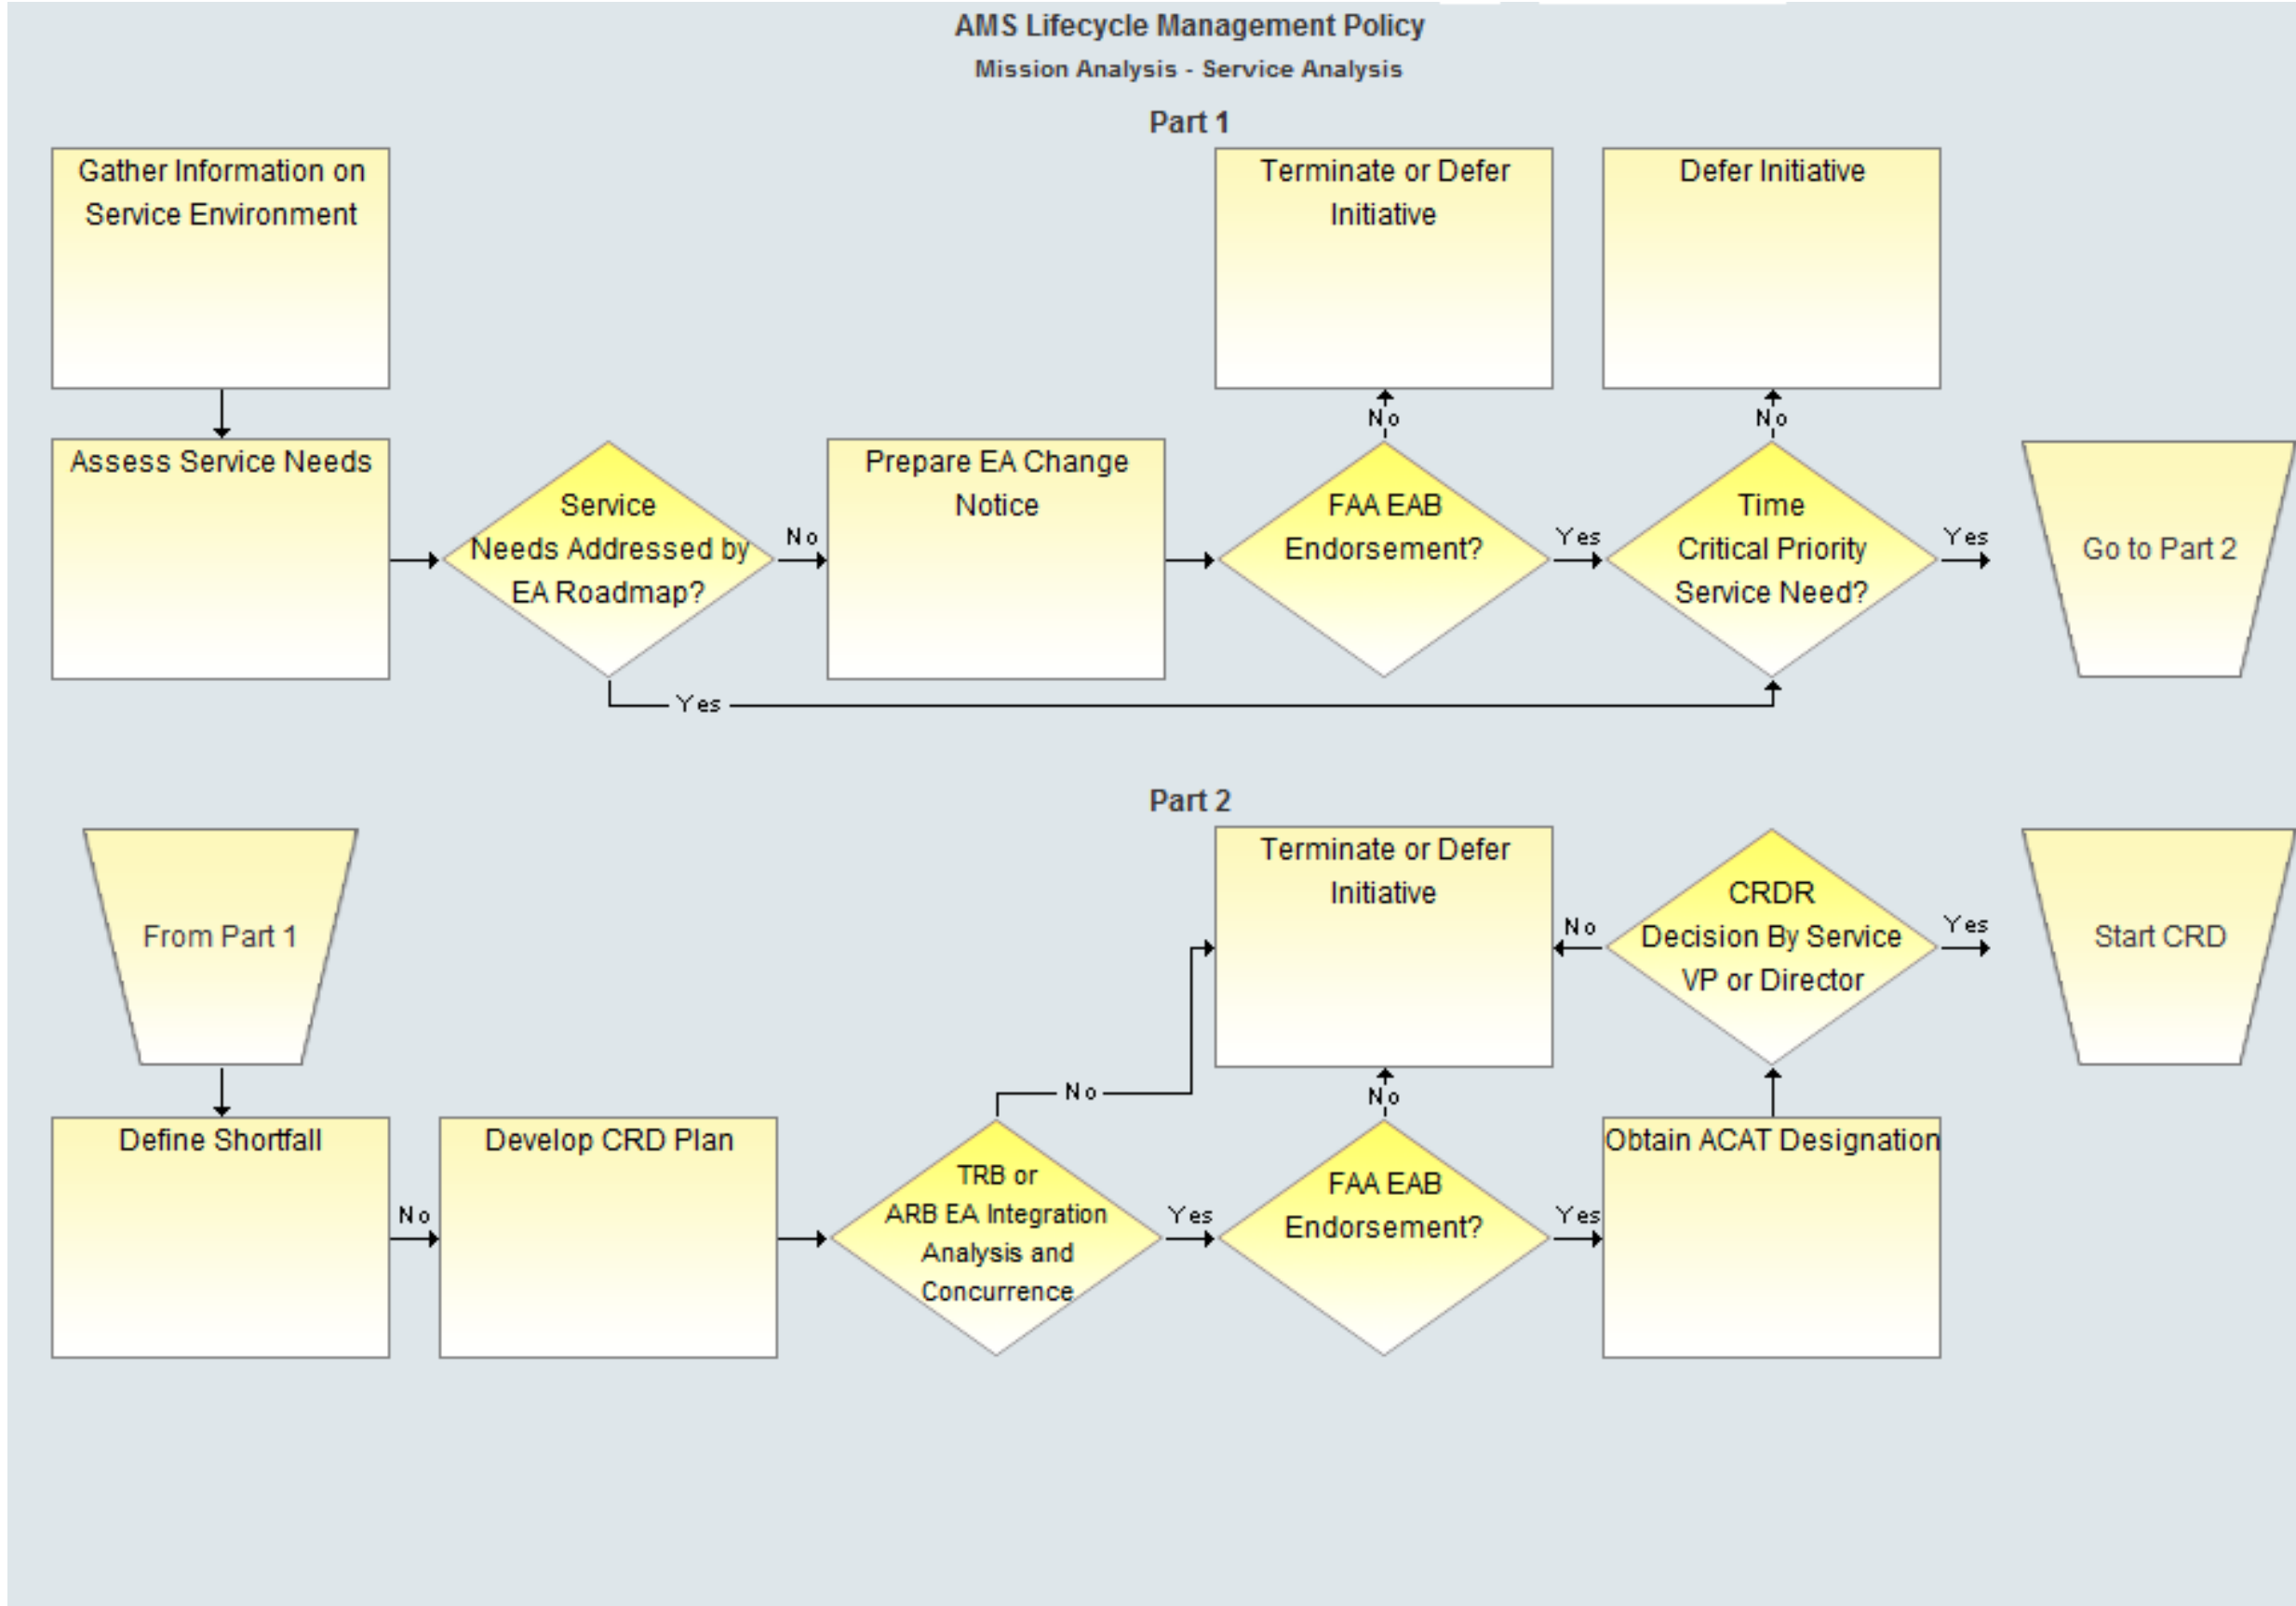 AMS Lifecycle Management Policy
Mission Analysis - Service Analysis
Part 1
Gather Information on
Service Environment
Terminate or Defer
Initiative
Defer Initiative
No
No
Assess Service Needs
Service
Needs Addressed by
EA Roadmap?
No
Prepare EA Change
Notice
FAA EAB
Endorsement?
Yes
Time
Critical Priority
Service Need?
Yes
Go to Part 2
Yes
Part 2
From Part 1
Terminate or Defer
Initiative
No
CRDR
Decision By Service
VP or Director
Yes
Start CRD
No
No
Define Shortfall
No
Develop CRD Plan
TRB or
ARB EA Integration
Analysis and
Concurrence
Yes
FAA EAB
Endorsement?
Yes
Obtain ACAT Designation